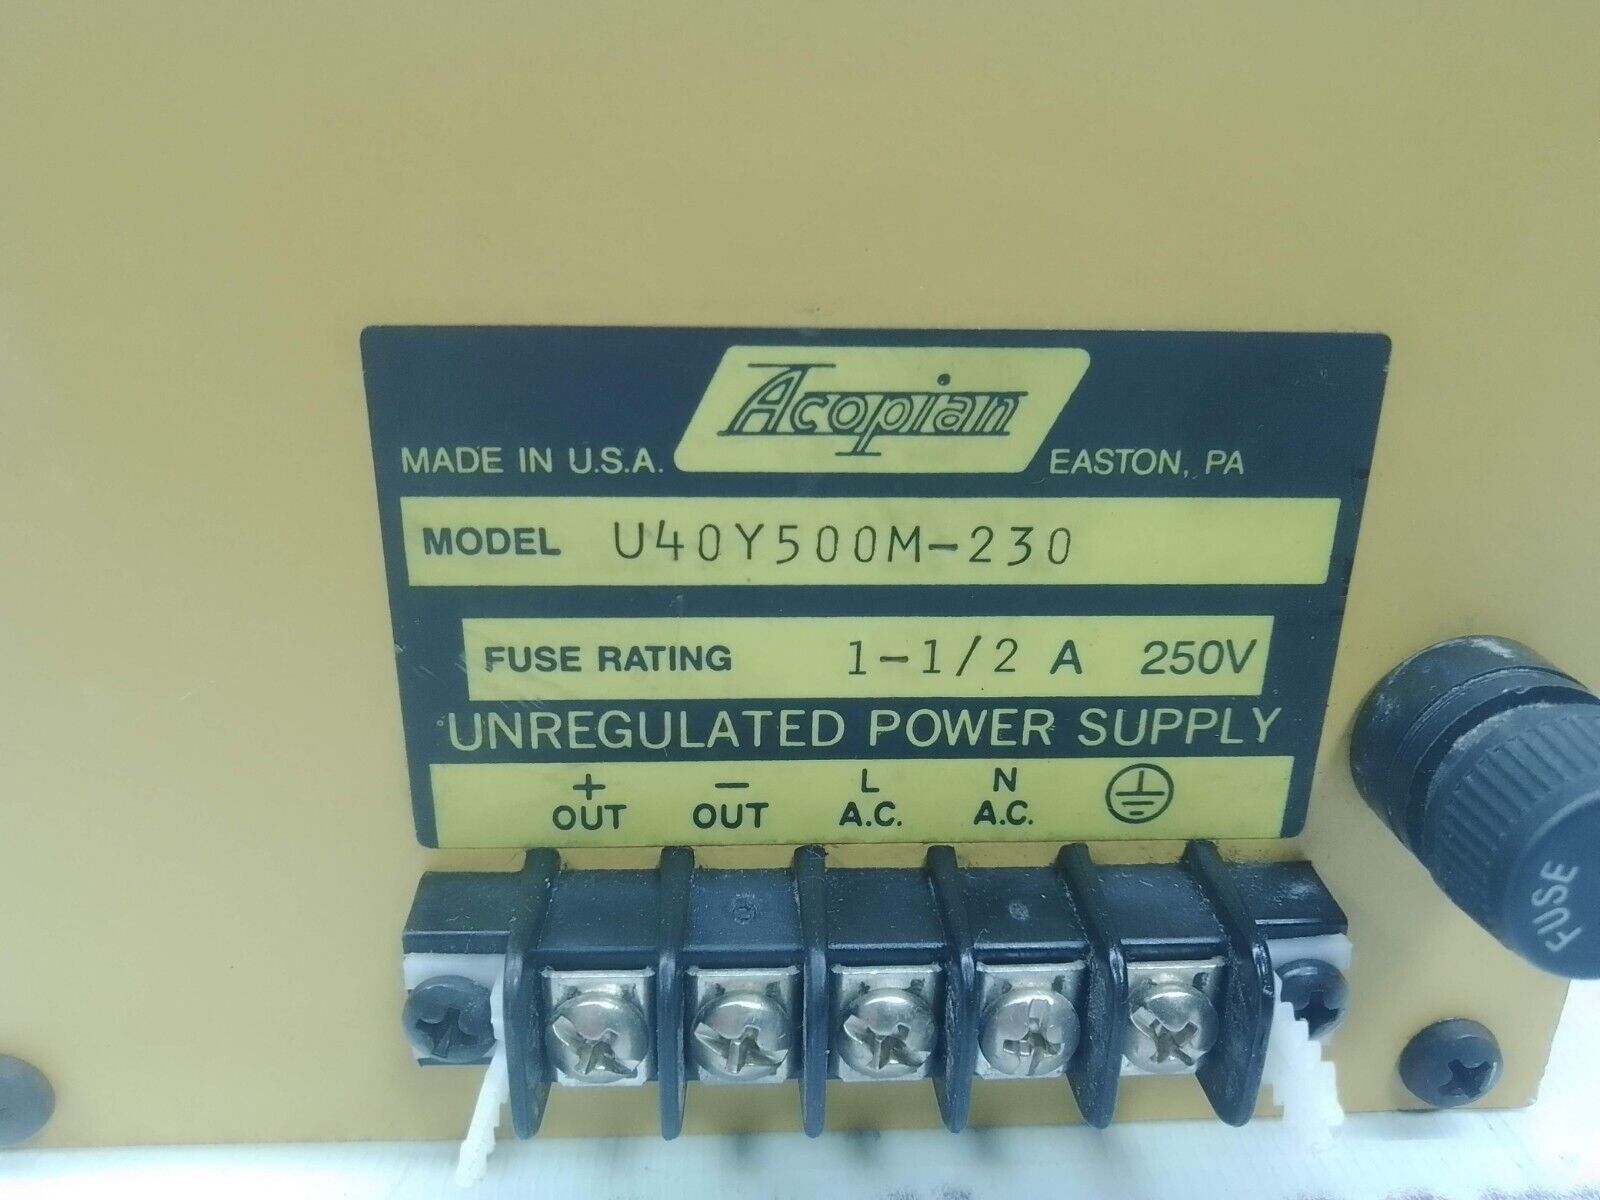 Acopian
MADE IN U.S.A. EASTON, PA
MODEL U40Y500M-230
FUSE RATING 1-1/2 A 250V
UNREGULATED POWER SUPPLY
+ − L N
OUT OUT A.C. A.C.
FUSE